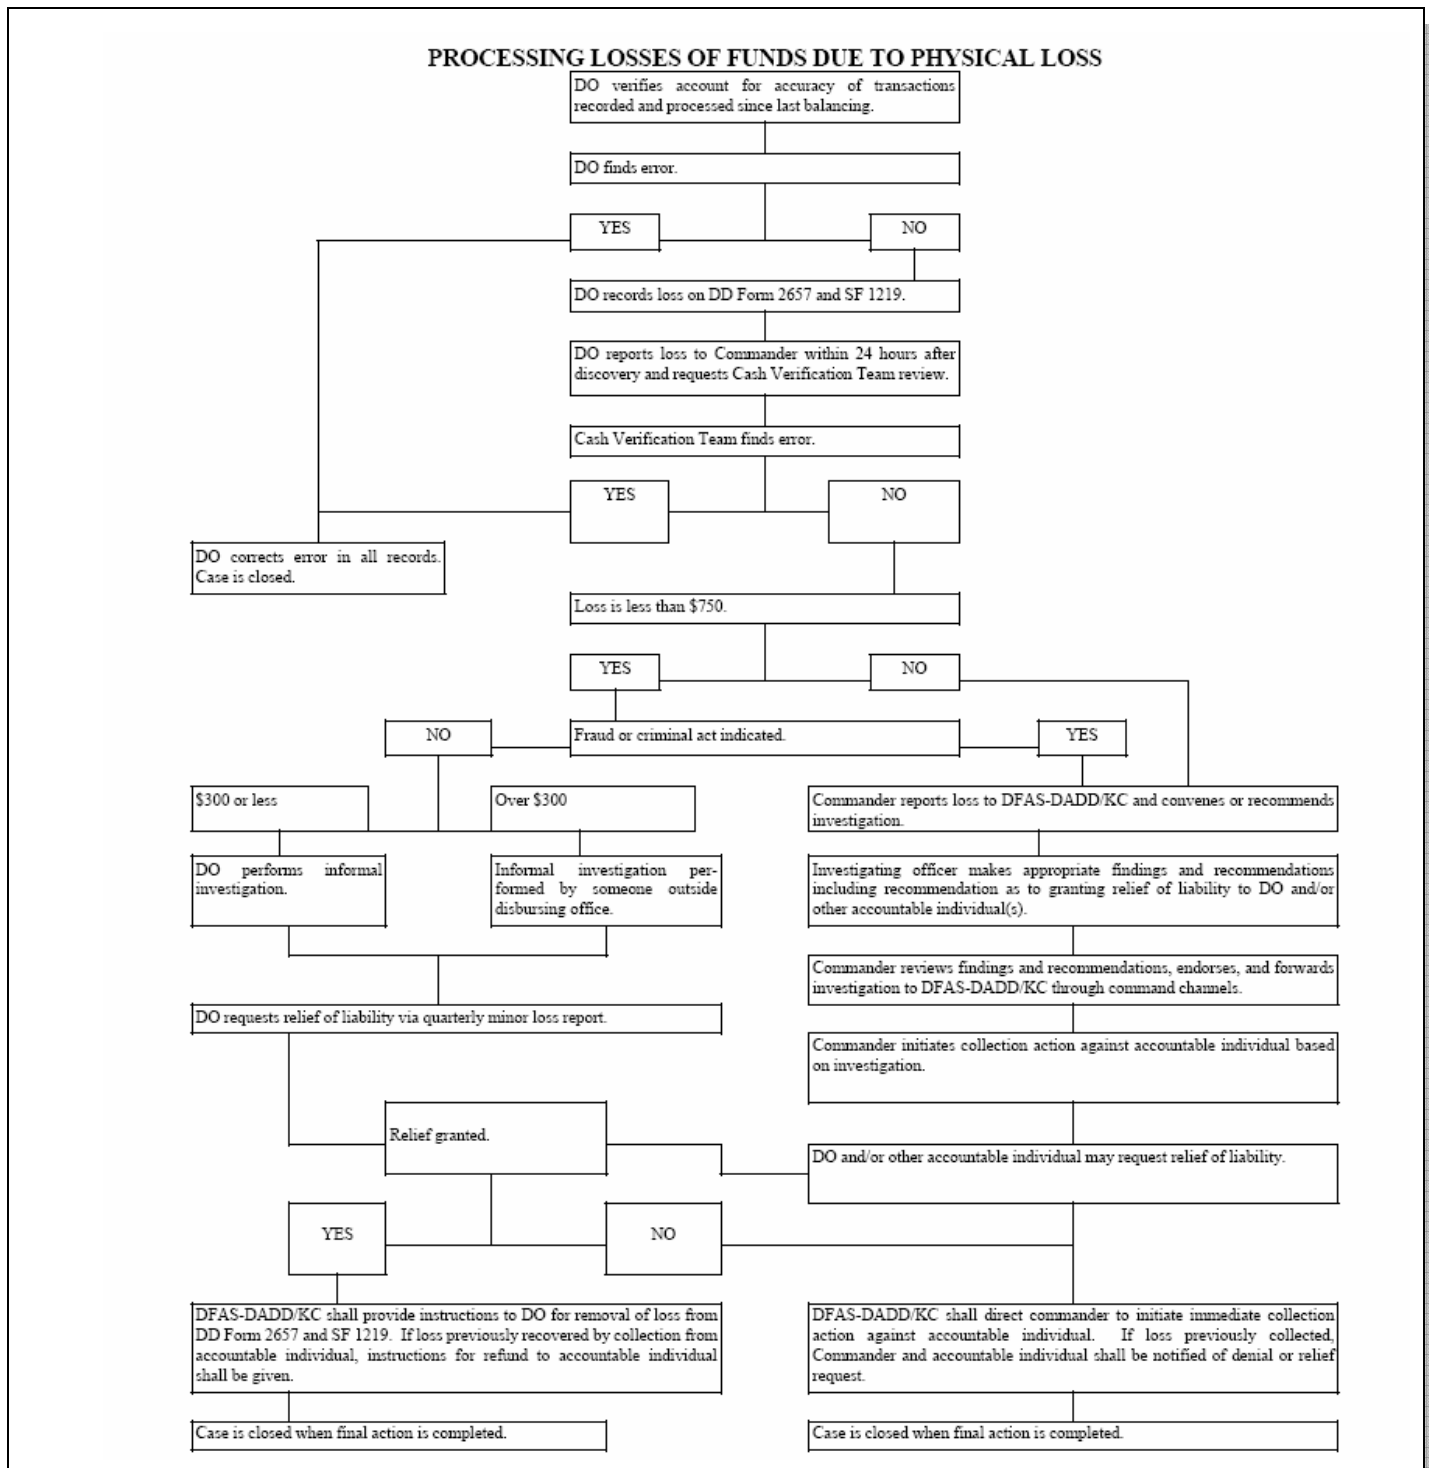 PROCESSING LOSSES OF FUNDS DUE TO PHYSICAL LOSS
DO verifies account for accuracy of transactions
recorded and processed since last balancing.
DO finds error.
YES
NO
DO records loss on DD Form 2657 and SF 1219.
DO reports loss to Commander within 24 hours after
discovery and requests Cash Verification Team review.
Cash Verification Team finds error.
YES
NO
DO corrects error in all records.
Case is closed.
Loss is less than $750.
YES
NO
NO
Fraud or criminal act indicated.
YES
$300 or less
Over $300
Commander reports loss to DFAS-DADD/KC and convenes or recommends
investigation.
DO performs informal
investigation.
Informal investigation per-
formed by someone outside
disbursing office.
Investigating officer makes appropriate findings and recommendations
including recommendation as to granting relief of liability to DO and/or
other accountable individual(s).
Commander reviews findings and recommendations, endorses, and forwards
investigation to DFAS-DADD/KC through command channels.
DO requests relief of liability via quarterly minor loss report.
Commander initiates collection action against accountable individual based
on investigation.
Relief granted.
DO and/or other accountable individual may request relief of liability.
YES
NO
DFAS-DADD/KC shall provide instructions to DO for removal of loss from
DD Form 2657 and SF 1219. If loss previously recovered by collection from
accountable individual, instructions for refund to accountable individual
shall be given.
DFAS-DADD/KC shall direct commander to initiate immediate collection
action against accountable individual. If loss previously collected,
Commander and accountable individual shall be notified of denial or relief
request.
Case is closed when final action is completed.
Case is closed when final action is completed.